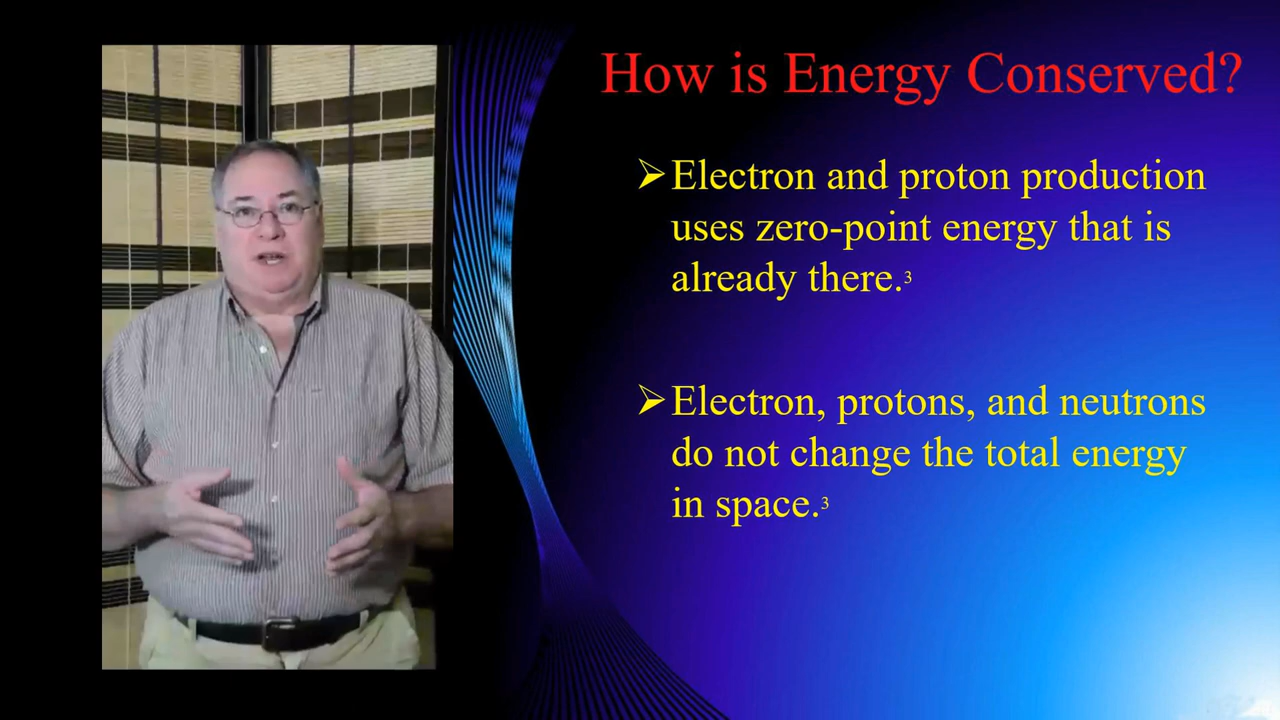 How is Energy Conserved?
➢Electron and proton production
uses zero-point energy that is
already there.3
➢Electron, protons, and neutrons
do not change the total energy
in space.3